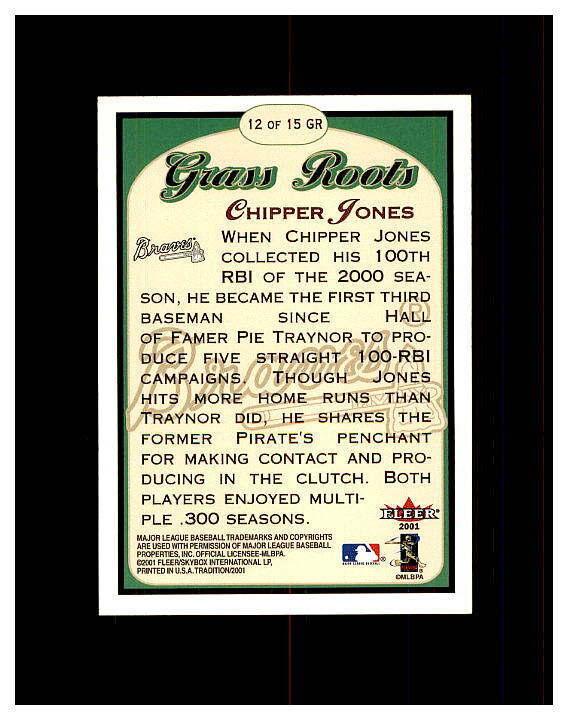 12 OF 15 GR
Grass Roots
CHIPPER JONES
Braves
WHEN CHIPPER JONES
COLLECTED HIS 100TH
RBI OF THE 2000 SEA-
SON, HE BECAME THE FIRST THIRD
BASEMAN SINCE HALL
OF FAMER PIE TRAYNOR TO PRO-
DUCE FIVE STRAIGHT 100-RBI
CAMPAIGNS. THOUGH JONES
HITS MORE HOME RUNS THAN
TRAYNOR DID, HE SHARES THE
FORMER PIRATE'S PENCHANT
FOR MAKING CONTACT AND PRO-
DUCING IN THE CLUTCH. BOTH
PLAYERS ENJOYED MULTI-
PLE .300 SEASONS.
Braves
®
FLEER®
2001
MAJOR LEAGUE BASEBALL TRADEMARKS AND COPYRIGHTS
ARE USED WITH PERMISSION OF MAJOR LEAGUE BASEBALL
PROPERTIES, INC. OFFICIAL LICENSEE-MLBPA.
©2001 FLEER/SKYBOX INTERNATIONAL LP,
PRINTED IN U.S.A. TRADITION/2001
©MLBPA